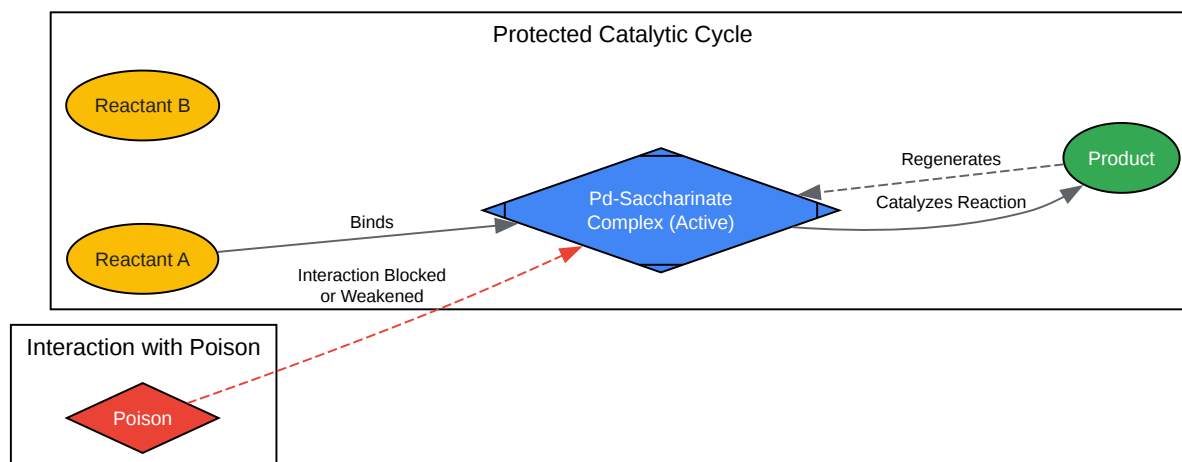 Protected Catalytic Cycle
Reactant B
Product
Regenerates
Pd-Saccharinate
Complex (Active)
Catalyzes Reaction
Binds
Reactant A
Interaction Blocked
or Weakened
Interaction with Poison
Poison